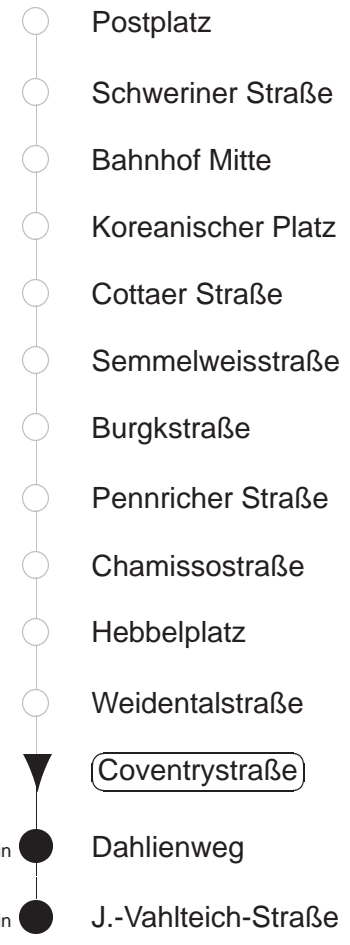 Postplatz
Schweriner Straße
Bahnhof Mitte
Koreanischer Platz
Cottaer Straße
Semmelweisstraße
Burgkstraße
Pennricher Straße
Chamissostraße
Hebbelplatz
Weidentalstraße
Coventrystraße
Dahlienweg
J.-Vahlteich-Straße